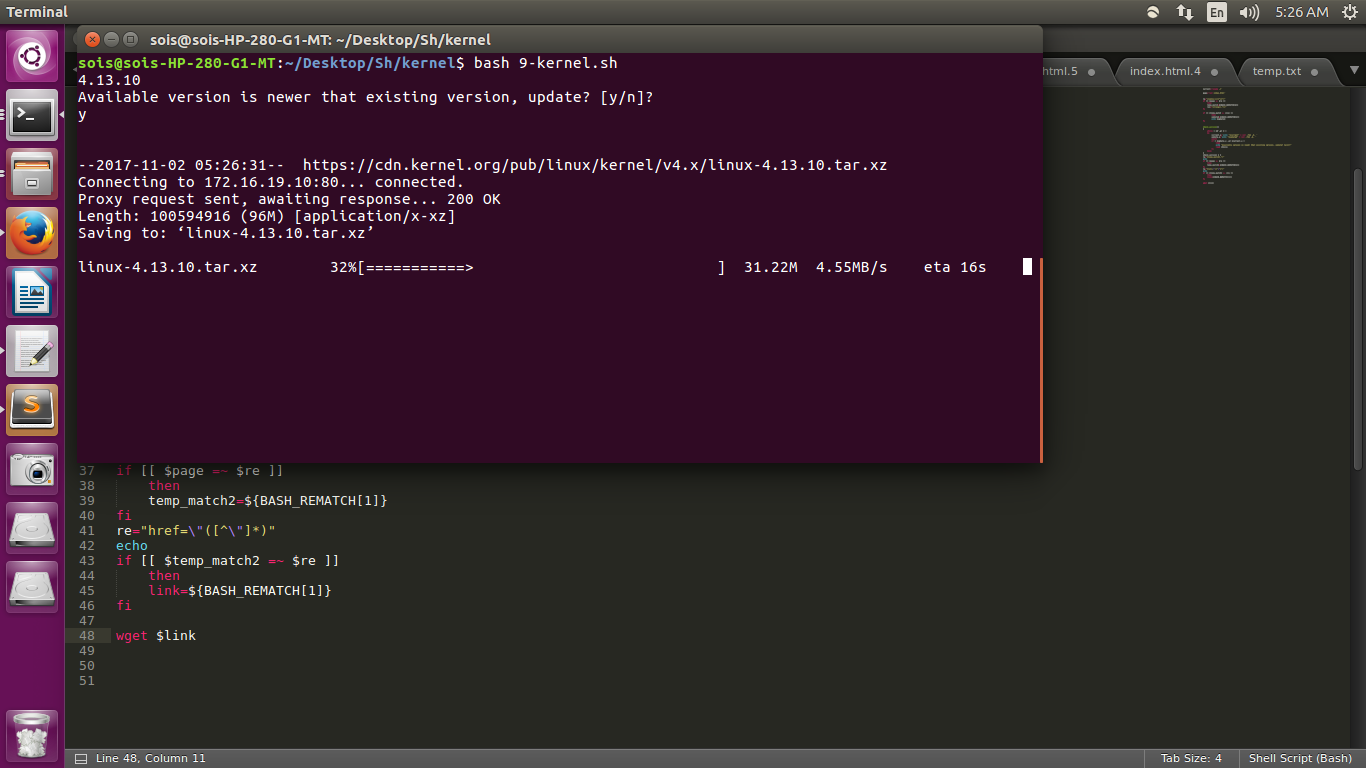 Terminal
En
5:26 AM
sois@sois-HP-280-G1-MT: ~/Desktop/Sh/kernel
html.5
index.html.4
temp.txt
sois@sois-HP-280-G1-MT:~/Desktop/Sh/kernel$ bash 9-kernel.sh
4.13.10
Available version is newer that existing version, update? [y/n]?
y
--2017-11-02 05:26:31--  https://cdn.kernel.org/pub/linux/kernel/v4.x/linux-4.13.10.tar.xz
Connecting to 172.16.19.10:80... connected.
Proxy request sent, awaiting response... 200 OK
Length: 100594916 (96M) [application/x-xz]
Saving to: ‘linux-4.13.10.tar.xz’
linux-4.13.10.tar.xz        32%[===========>                           ]  31.22M  4.55MB/s    eta 16s
37 if [[ $page =~ $re ]]
38     then
39     temp_match2=${BASH_REMATCH[1]}
40 fi
41 re="href=\"([^\"]*)"
42 echo
43 if [[ $temp_match2 =~ $re ]]
44     then
45     link=${BASH_REMATCH[1]}
46 fi
47
48 wget $link
49
50
51
Line 48, Column 11
Tab Size: 4
Shell Script (Bash)